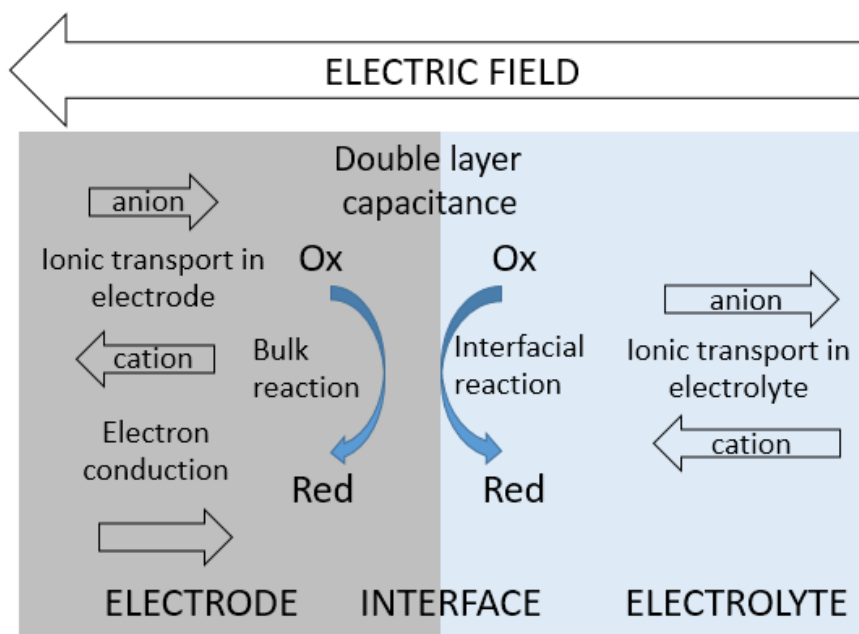 ELECTRIC FIELD
Double layer
capacitance
anion
Ionic transport in
electrode
cation
Electron
conduction
Ox
Bulk
reaction
Red
Ox
Interfacial
reaction
Red
anion
Ionic transport in
electrolyte
cation
ELECTRODE
INTERFACE
ELECTROLYTE